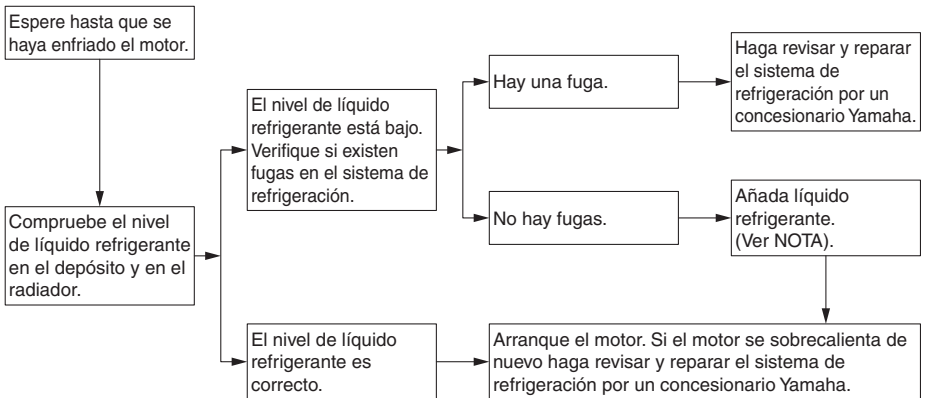 Espere hasta que se
haya enfriado el motor.
Compruebe el nivel
de líquido refrigerante
en el depósito y en el
radiador.
El nivel de líquido
refrigerante está bajo.
Verifique si existen
fugas en el sistema de
refrigeración.
Hay una fuga.
Haga revisar y reparar
el sistema de
refrigeración por un
concesionario Yamaha.
No hay fugas.
Añada líquido
refrigerante.
(Ver NOTA).
El nivel de líquido
refrigerante es
correcto.
Arranque el motor. Si el motor se sobrecalienta de
nuevo haga revisar y reparar el sistema de
refrigeración por un concesionario Yamaha.